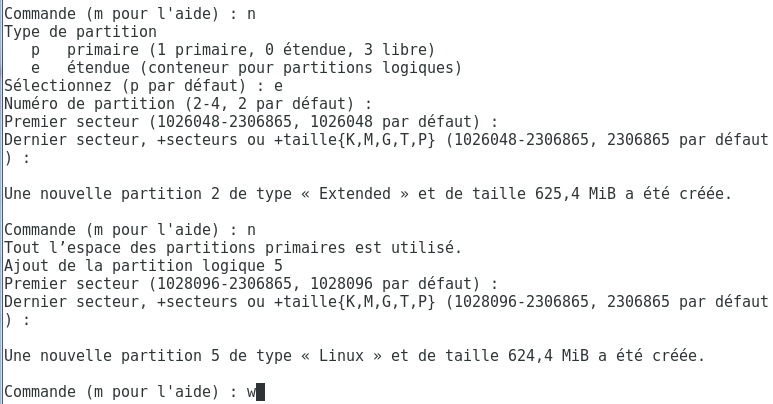 Commande (m pour l'aide) : n
Type de partition
   p   primaire (1 primaire, 0 étendue, 3 libre)
   e   étendue (conteneur pour partitions logiques)
Sélectionnez (p par défaut) : e
Numéro de partition (2-4, 2 par défaut) :
Premier secteur (1026048-2306865, 1026048 par défaut) :
Dernier secteur, +secteurs ou +taille{K,M,G,T,P} (1026048-2306865, 2306865 par défaut
) :
Une nouvelle partition 2 de type « Extended » et de taille 625,4 MiB a été créée.
Commande (m pour l'aide) : n
Tout l’espace des partitions primaires est utilisé.
Ajout de la partition logique 5
Premier secteur (1028096-2306865, 1028096 par défaut) :
Dernier secteur, +secteurs ou +taille{K,M,G,T,P} (1028096-2306865, 2306865 par défaut
) :
Une nouvelle partition 5 de type « Linux » et de taille 624,4 MiB a été créée.
Commande (m pour l'aide) : w